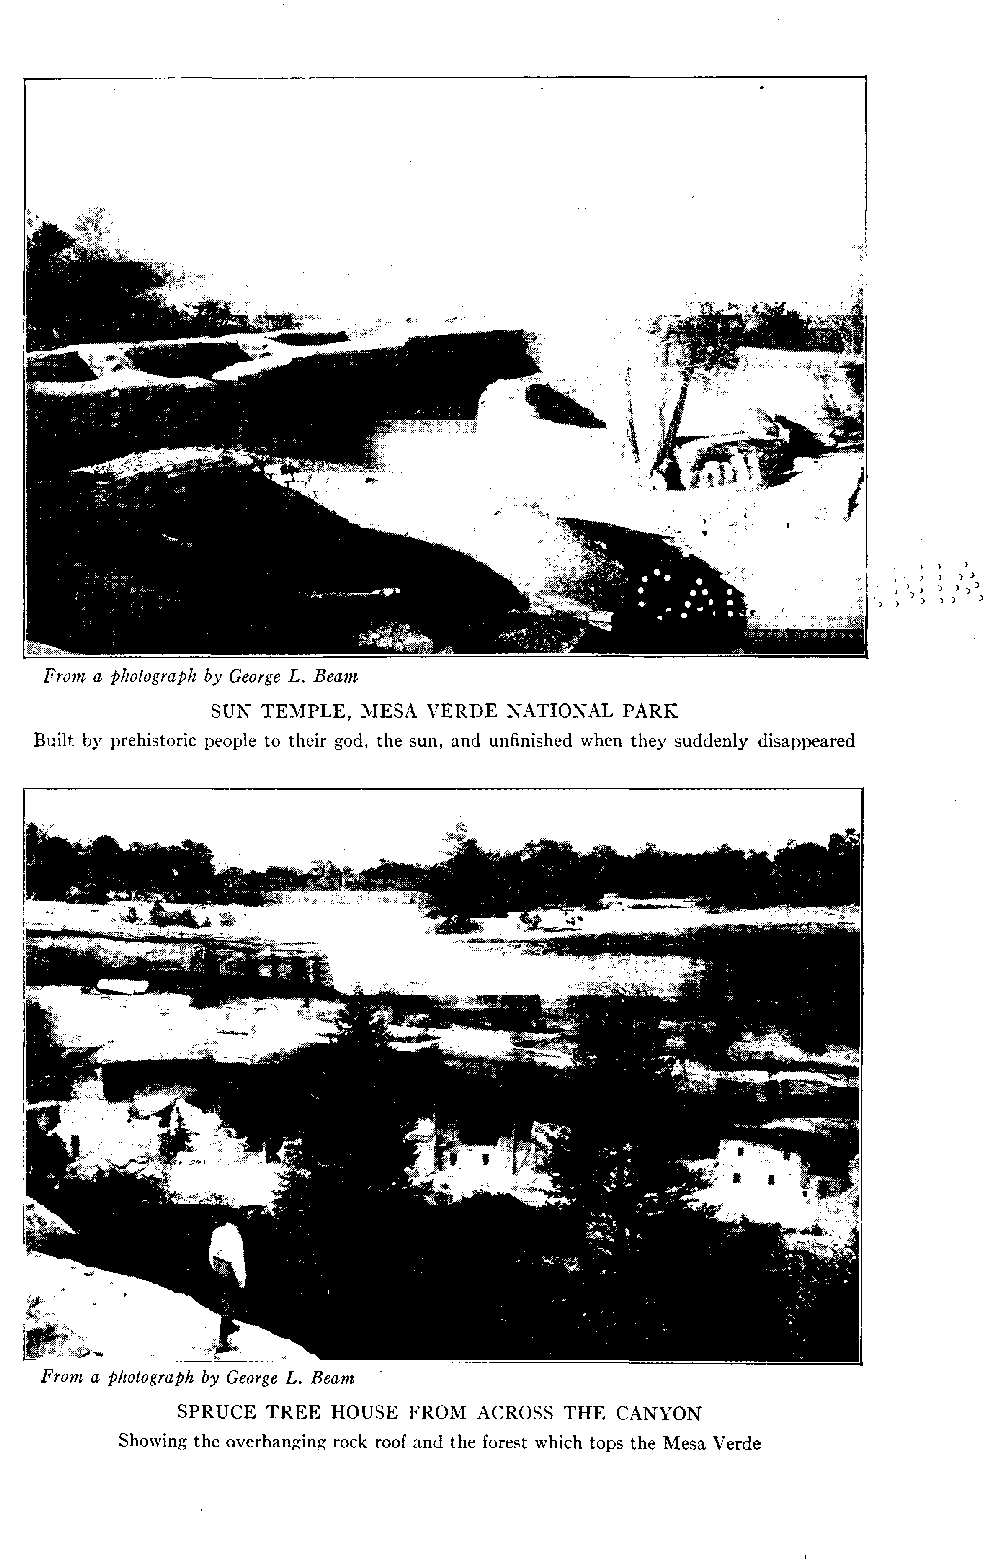 From a photograph by George L. Beam
SUN TEMPLE, MESA VERDE NATIONAL PARK
Built by prehistoric people to their god, the sun, and unfinished when they suddenly disappeared
From a photograph by George L. Beam
SPRUCE TREE HOUSE FROM ACROSS THE CANYON
Showing the overhanging rock roof and the forest which tops the Mesa Verde